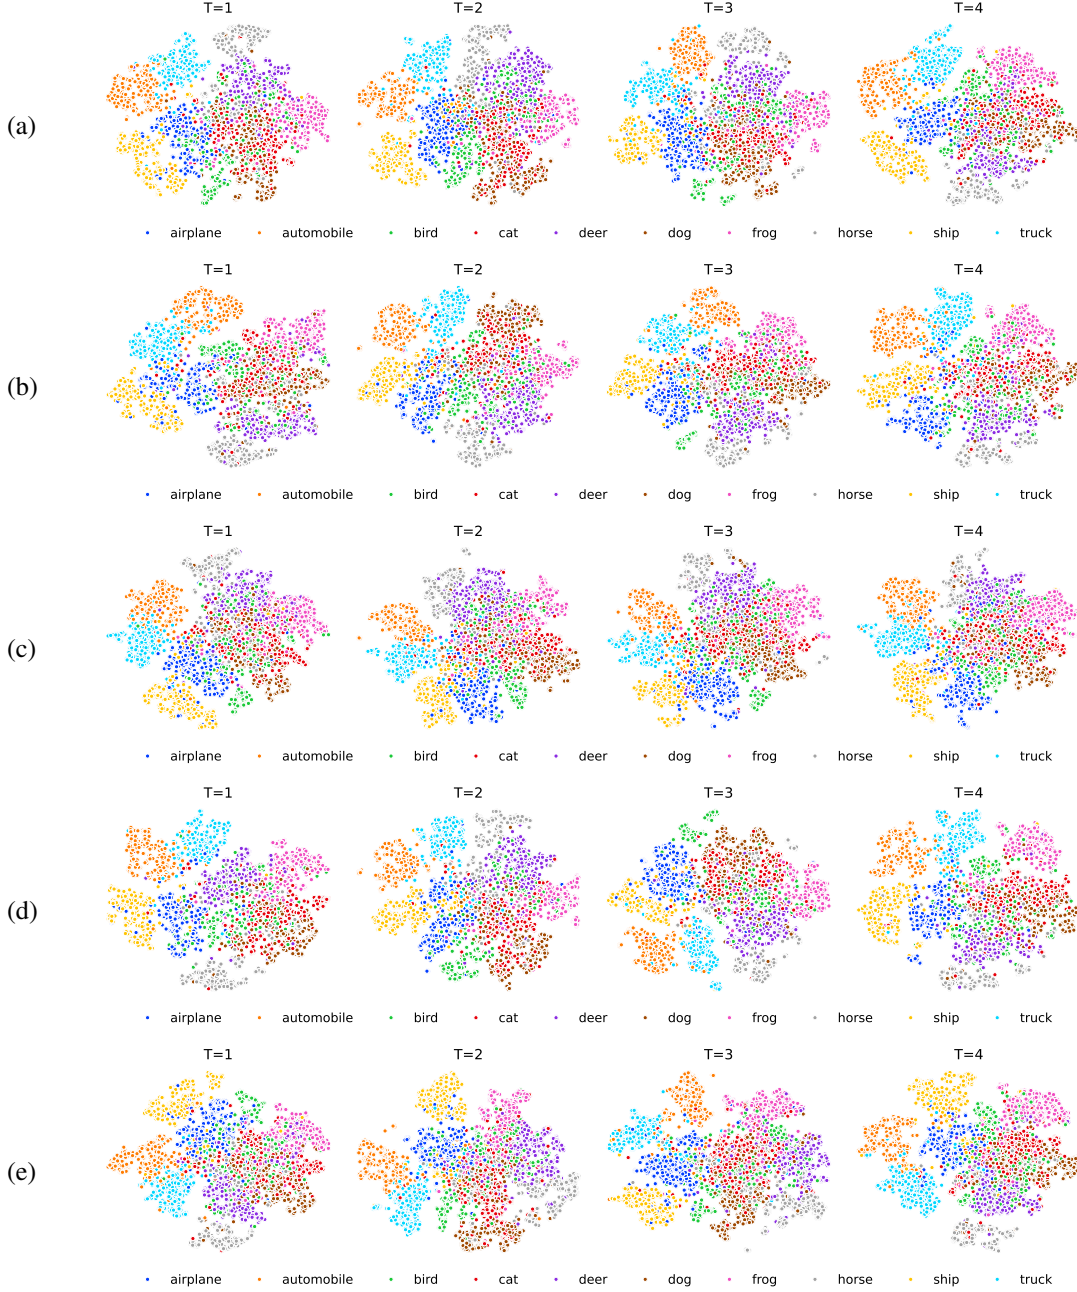 T=1 T=2 T=3 T=4
(a)
airplane automobile bird cat deer dog frog horse ship truck
T=1 T=2 T=3 T=4
(b)
airplane automobile bird cat deer dog frog horse ship truck
T=1 T=2 T=3 T=4
(c)
airplane automobile bird cat deer dog frog horse ship truck
T=1 T=2 T=3 T=4
(d)
airplane automobile bird cat deer dog frog horse ship truck
T=1 T=2 T=3 T=4
(e)
airplane automobile bird cat deer dog frog horse ship truck